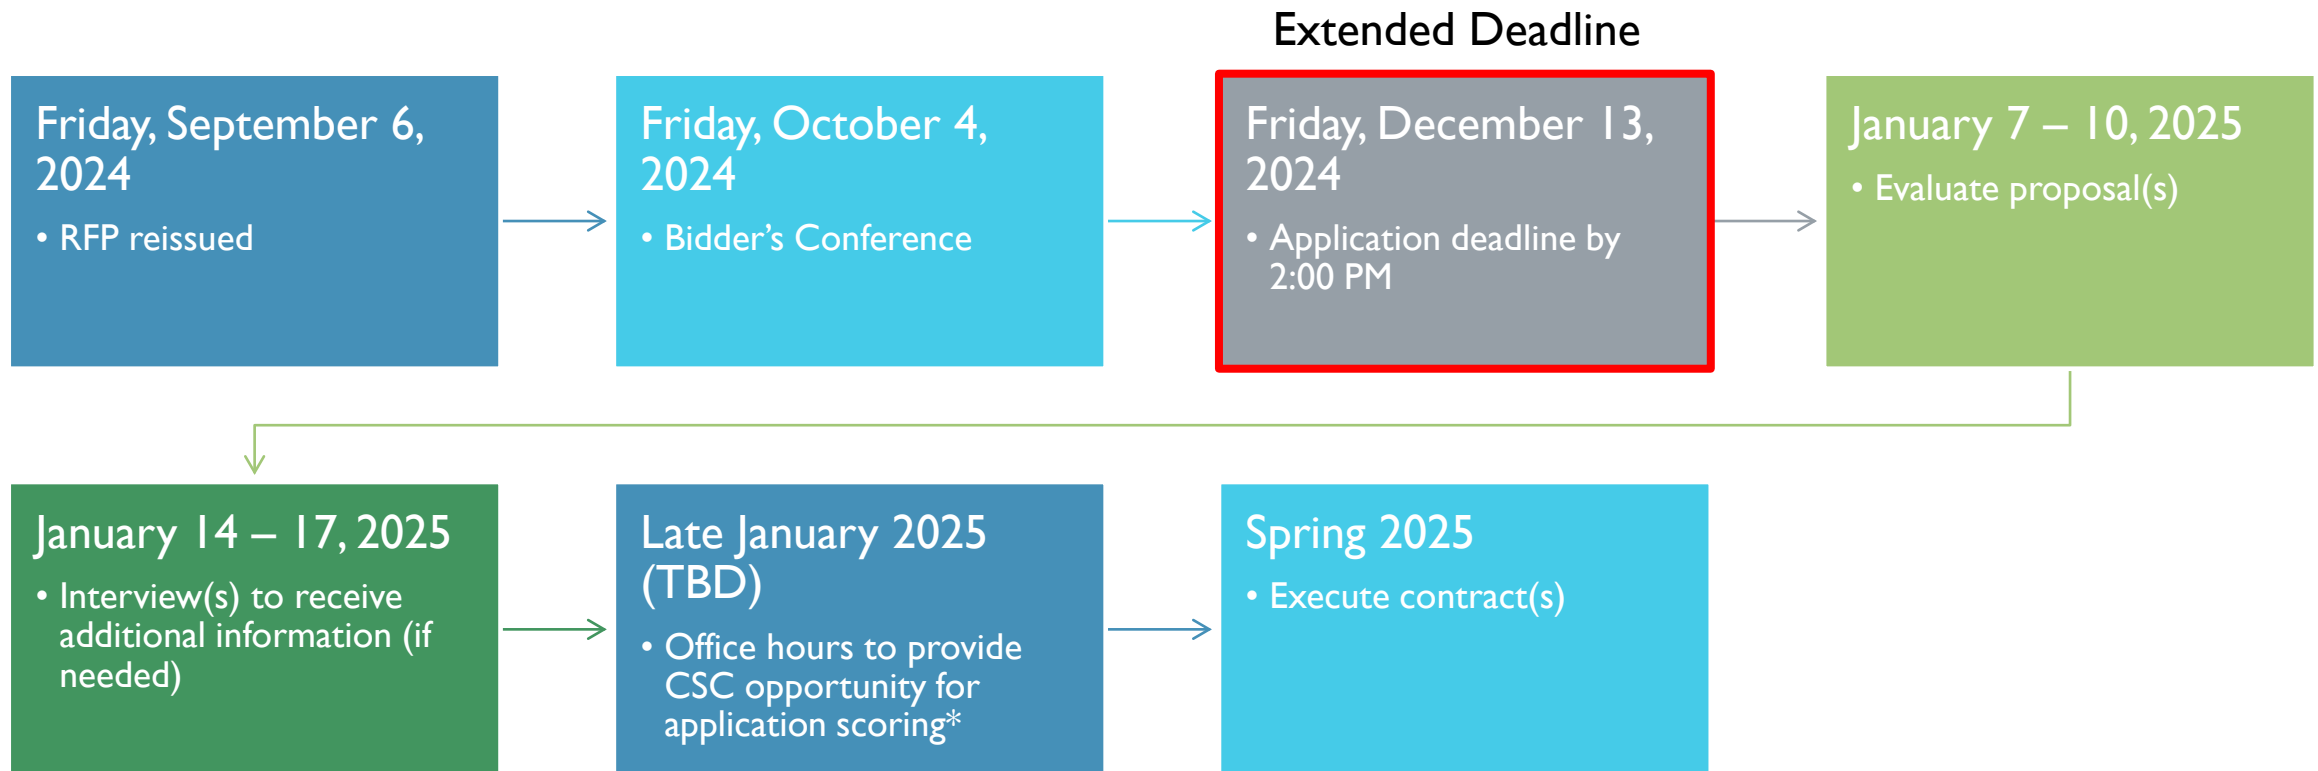 Extended Deadline
Friday, September 6,
2024
• RFP reissued
Friday, October 4,
2024
• Bidder’s Conference
Friday, December 13,
2024
• Application deadline by
2:00 PM
January 7 – 10, 2025
• Evaluate proposal(s)
January 14 – 17, 2025
• Interview(s) to receive
additional information (if
needed)
Late January 2025
(TBD)
• Office hours to provide
CSC opportunity for
application scoring*
Spring 2025
• Execute contract(s)